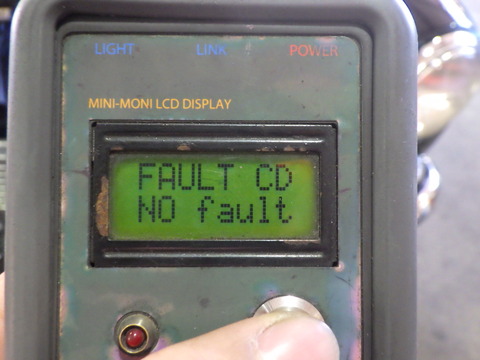 LIGHT LINK POWER
MINI-MONI LCD DISPLAY
FAULT CD
NO fault